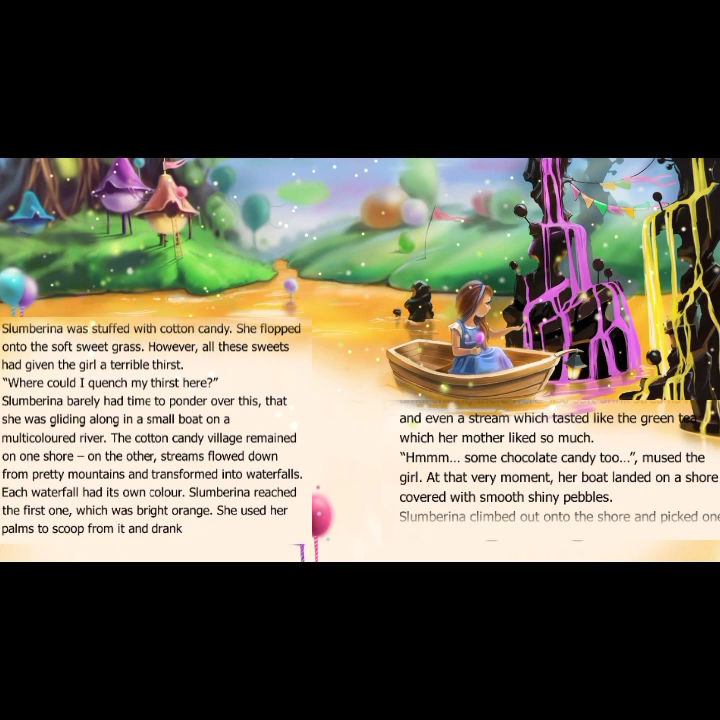 Slumberina was stuffed with cotton candy. She flopped
onto the soft sweet grass. However, all these sweets
had given the girl a terrible thirst.
“Where could I quench my thirst here?”
Slumberina barely had time to ponder over this, that
she was gliding along in a small boat on a
multicoloured river. The cotton candy village remained
on one shore – on the other, streams flowed down
from pretty mountains and transformed into waterfalls.
Each waterfall had its own colour. Slumberina reached
the first one, which was bright orange. She used her
palms to scoop from it and drank
and even a stream which tasted like the green tea
which her mother liked so much.
“Hmmm... some chocolate candy too...”, mused the
girl. At that very moment, her boat landed on a shore
covered with smooth shiny pebbles.
Slumberina climbed out onto the shore and picked one